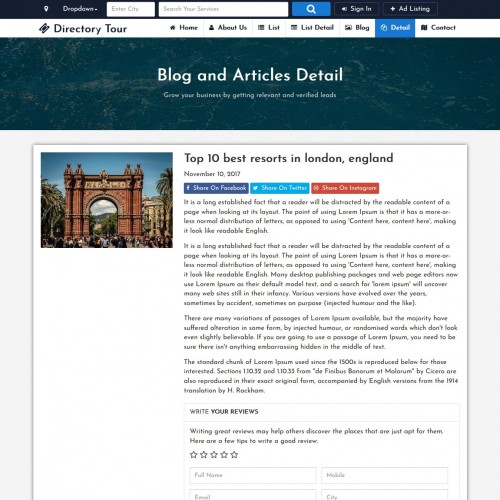 Dropdown
Enter City
Search Your Services
Sign In
+ Ad Listing
Directory Tour
Home
About Us
List
List Detail
Blog
Detail
Contact
Blog and Articles Detail
Grow your business by getting relevant and verified leads
Top 10 best resorts in london, england
November 10, 2017
Share On Facebook
Share On Twitter
Share On Instagram
It is a long established fact that a reader will be distracted by the readable content of a
page when looking at its layout. The point of using Lorem Ipsum is that it has a more-or-
less normal distribution of letters, as opposed to using 'Content here, content here', making
it look like readable English.
It is a long established fact that a reader will be distracted by the readable content of a
page when looking at its layout. The point of using Lorem Ipsum is that it has a more-or-
less normal distribution of letters, as opposed to using 'Content here, content here', making
it look like readable English. Many desktop publishing packages and web page editors now
use Lorem Ipsum as their default model text, and a search for 'lorem ipsum' will uncover
many web sites still in their infancy. Various versions have evolved over the years,
sometimes by accident, sometimes on purpose (injected humour and the like).
There are many variations of passages of Lorem Ipsum available, but the majority have
suffered alteration in some form, by injected humour, or randomised words which don't look
even slightly believable. If you are going to use a passage of Lorem Ipsum, you need to be
sure there isn't anything embarrassing hidden in the middle of text.
The standard chunk of Lorem Ipsum used since the 1500s is reproduced below for those
interested. Sections 1.10.32 and 1.10.33 from "de Finibus Bonorum et Malorum" by Cicero are
also reproduced in their exact original form, accompanied by English versions from the 1914
translation by H. Rackham.
WRITE YOUR REVIEWS
Writing great reviews may help others discover the places that are just apt for them.
Here are a few tips to write a good review:
Full Name
Mobile
Email
City